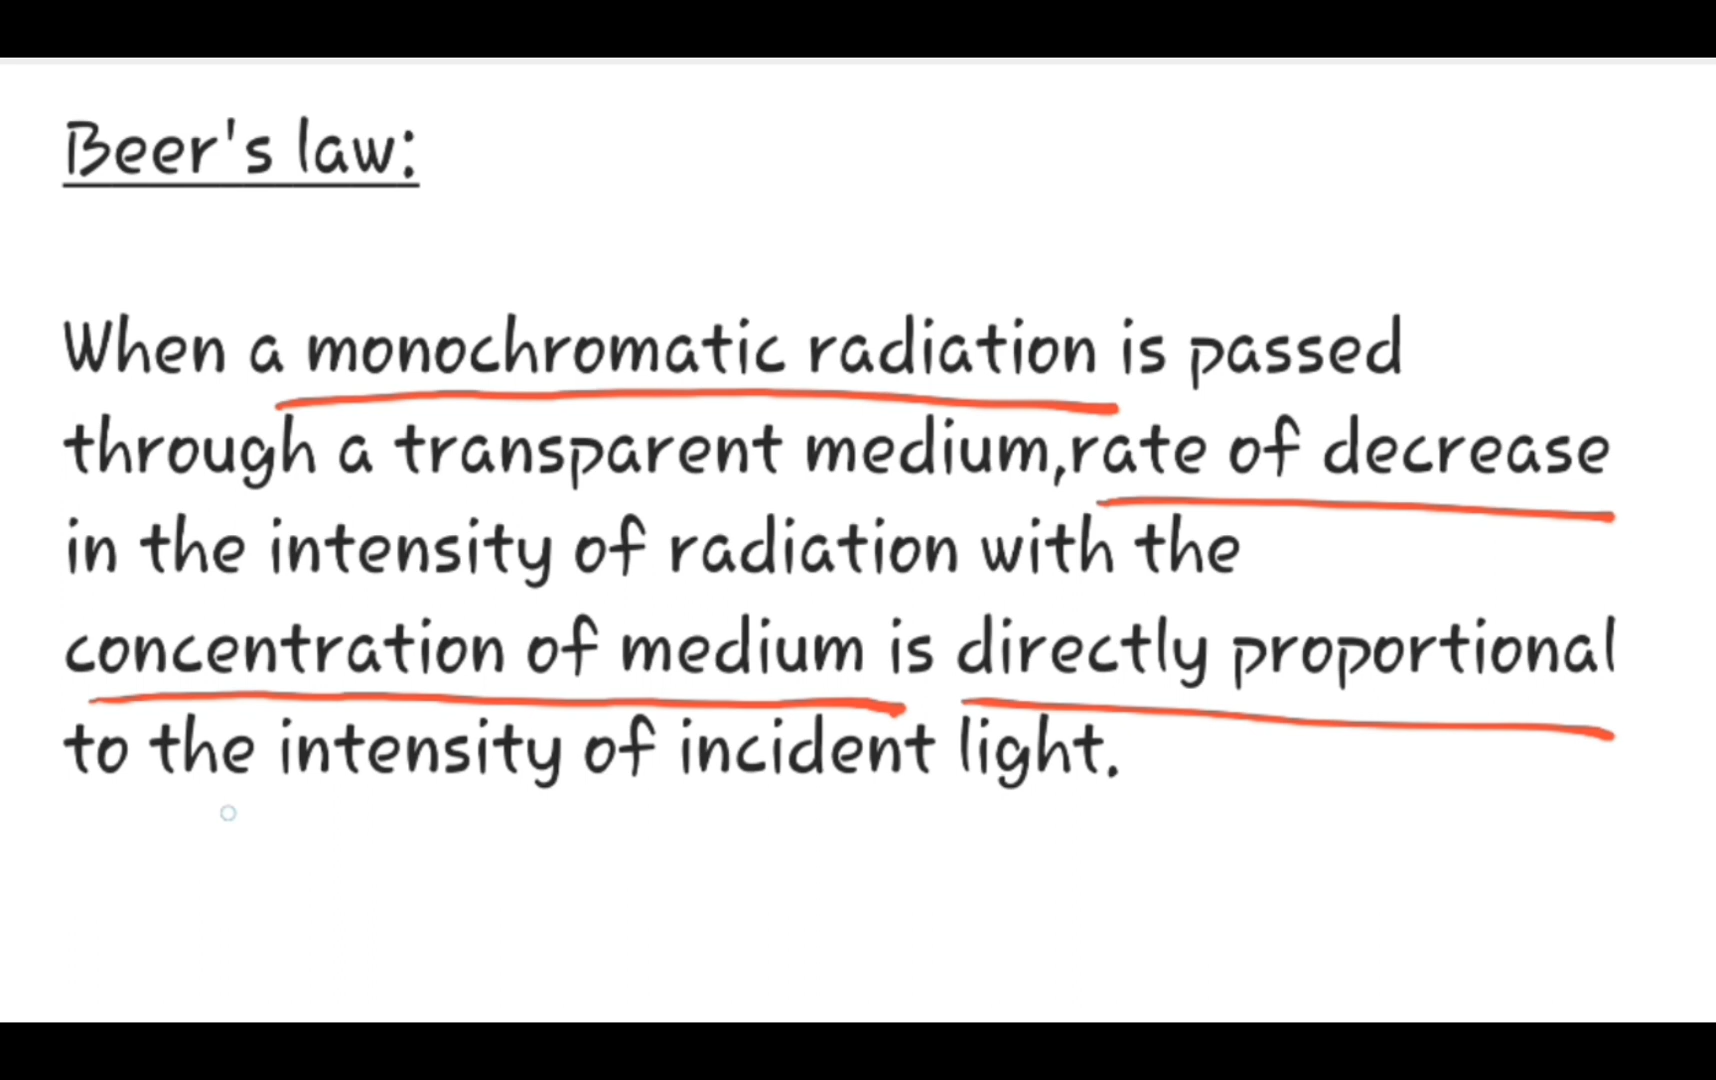 Beer's law:
When a monochromatic radiation is passed
through a transparent medium,rate of decrease
in the intensity of radiation with the
concentration of medium is directly proportional
to the intensity of incident light.